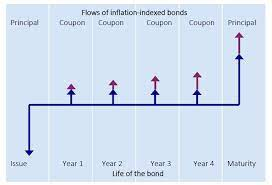 Flows of inflation-indexed bonds
Principal Coupon Coupon Coupon Coupon Principal
Issue Year 1 Year 2 Year 3 Year 4 Maturity
Life of the bond